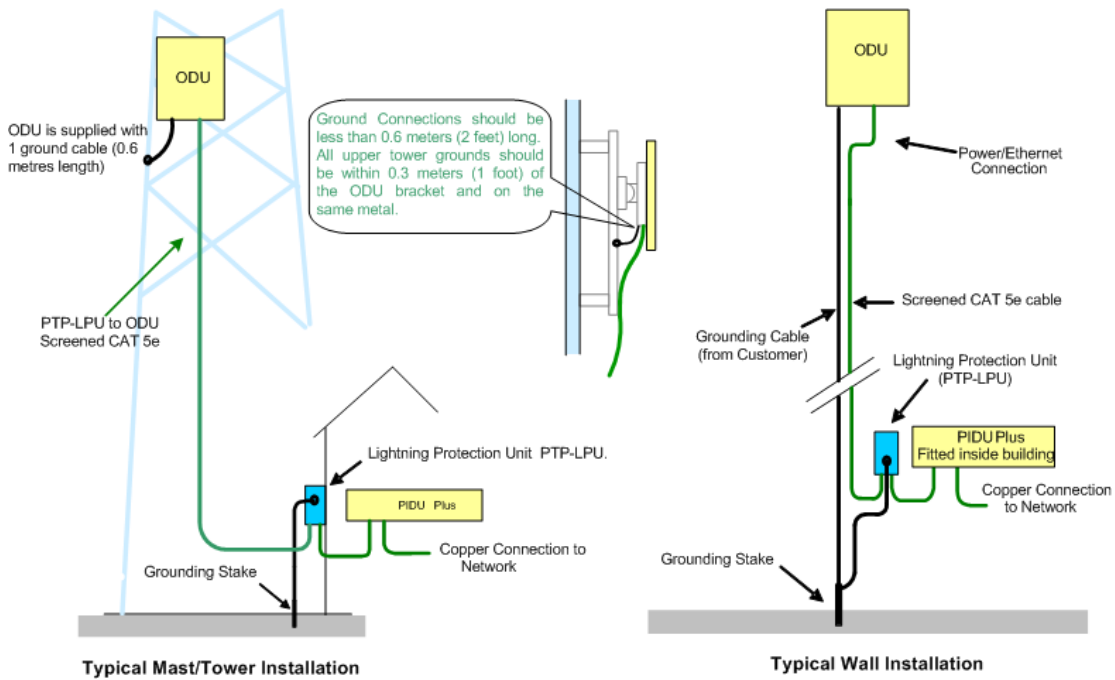 ODU
ODU is supplied with
1 ground cable (0.6
metres length)
PTP-LPU to ODU
Screened CAT 5e
Ground Connections should be
less than 0.6 meters (2 feet) long.
All upper tower grounds should
be within 0.3 meters (1 foot) of
the ODU bracket and on the
same metal.
Lightning Protection Unit PTP-LPU.
PIDU Plus
Copper Connection to
Network
Grounding Stake
Typical Mast/Tower Installation
ODU
Power/Ethernet
Connection
Screened CAT 5e cable
Grounding Cable
(from Customer)
Lightning Protection Unit
(PTP-LPU)
PIDU Plus
Fitted inside building
Copper Connection
to Network
Grounding Stake
Typical Wall Installation